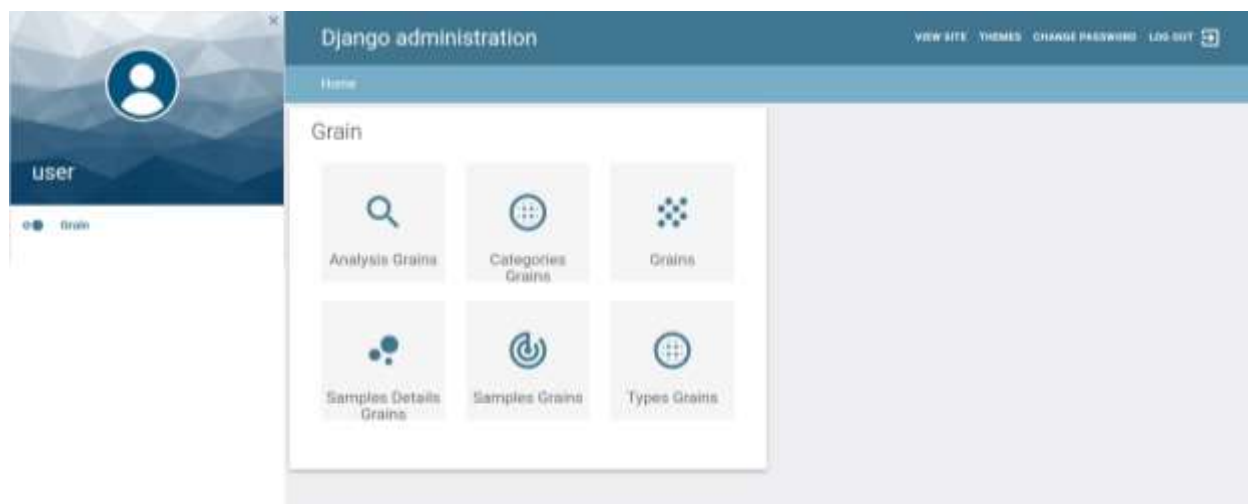 Django administration
VIEW SITE THEMES CHANGE PASSWORD LOG OUT
Home
user
Grain
Grain
Analysis Grains
Categories
Grains
Grains
Samples Details
Grains
Samples Grains
Types Grains